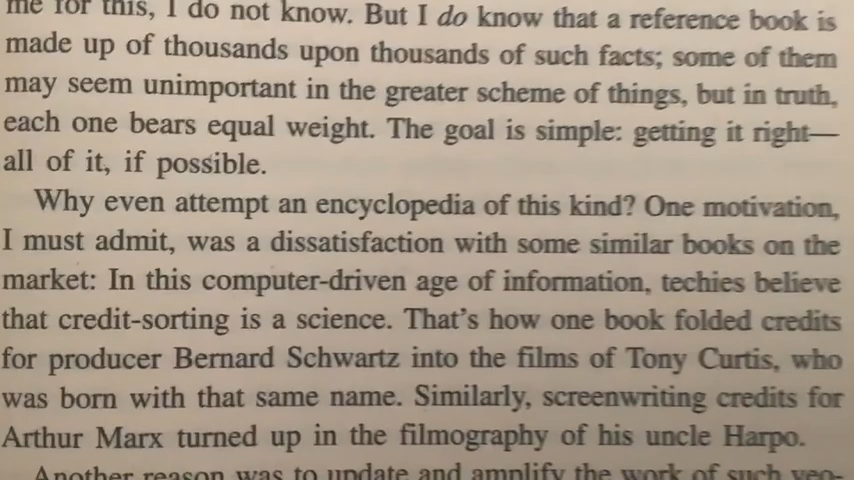 me for this, I do not know. But I do know that a reference book is
made up of thousands upon thousands of such facts; some of them
may seem unimportant in the greater scheme of things, but in truth,
each one bears equal weight. The goal is simple: getting it right—
all of it, if possible.
Why even attempt an encyclopedia of this kind? One motivation,
I must admit, was a dissatisfaction with some similar books on the
market: In this computer-driven age of information, techies believe
that credit-sorting is a science. That's how one book folded credits
for producer Bernard Schwartz into the films of Tony Curtis, who
was born with that same name. Similarly, screenwriting credits for
Arthur Marx turned up in the filmography of his uncle Harpo.
Another reason was to update and amplify the work of such veo-